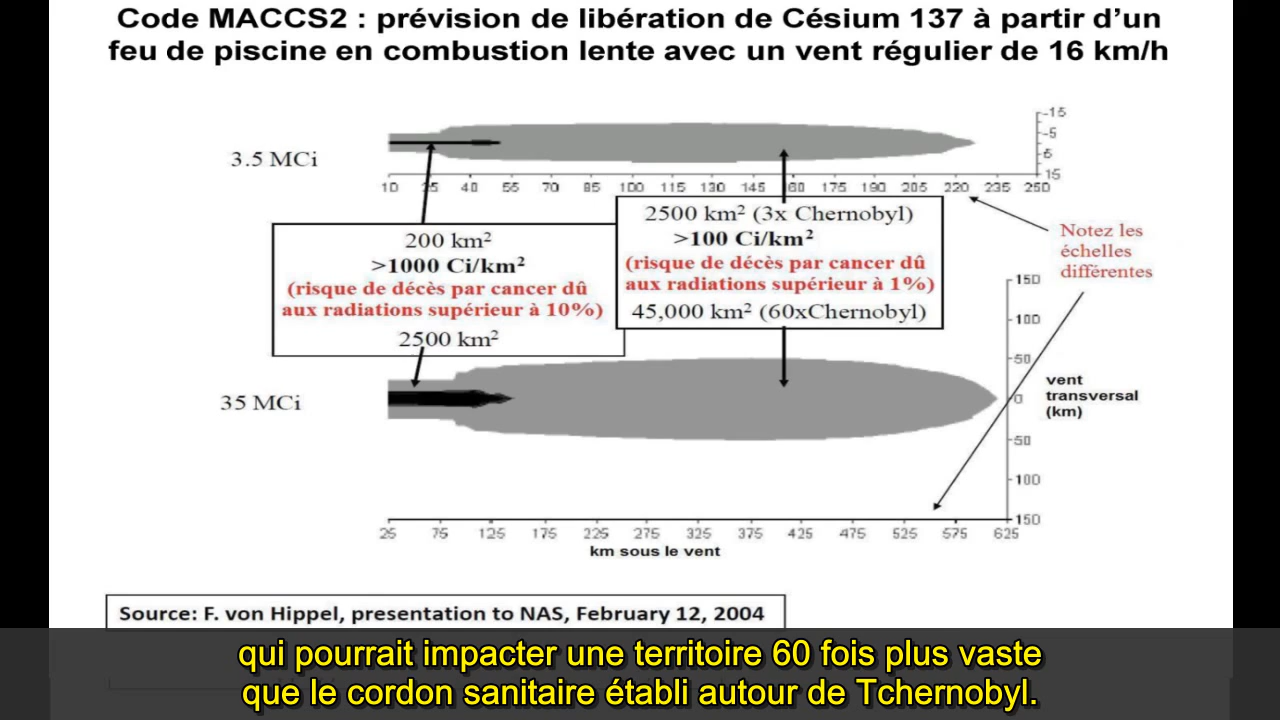 Code MACCS2 : prévision de libération de Césium 137 à partir d’un
feu de piscine en combustion lente avec un vent régulier de 16 km/h
3.5 MCi
-15
-5
5
15
10 25 40 55 70 85 100 115 130 145 160 175 190 205 220 235 250
200 km²
>1000 Ci/km²
(risque de décès par cancer dû
aux radiations supérieur à 10%)
2500 km²
2500 km² (3x Chernobyl)
>100 Ci/km²
(risque de décès par cancer dû
aux radiations supérieur à 1%)
45,000 km² (60xChernobyl)
Notez les
échelles
différentes
35 MCi
150
100
50
0
50
100
150
vent
transversal
(km)
25 75 125 175 225 275 325 375 425 475 525 575 625
km sous le vent
Source: F. von Hippel, presentation to NAS, February 12, 2004
qui pourrait impacter une territoire 60 fois plus vaste
que le cordon sanitaire établi autour de Tchernobyl.